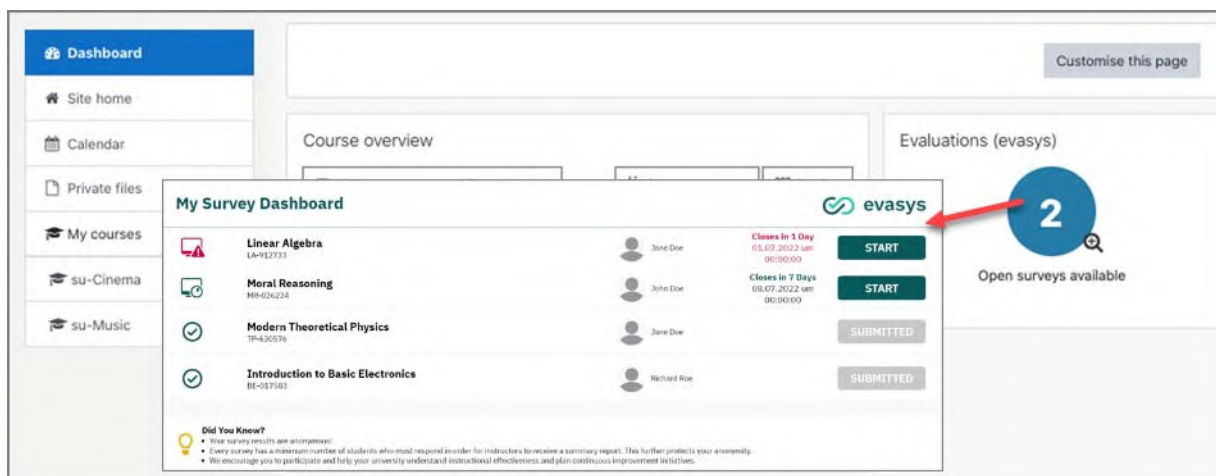 Dashboard
Customise this page
Site home
Calendar
Course overview
Evaluations (evasys)
Private files
My courses
su-Cinema
su-Music
2
Open surveys available
My Survey Dashboard
evasys
Linear Algebra
LA-912733
Jane Doe
Closes in 1 Day
01.07.2022 um
00:00:00
START
Moral Reasoning
MR-026224
John Doe
Closes in 7 Days
08.07.2022 um
00:00:00
START
Modern Theoretical Physics
TP-630576
Jane Doe
SUBMITTED
Introduction to Basic Electronics
BE-017583
Richard Roe
SUBMITTED
Did You Know?
• Your survey results are anonymous!
• Every survey has a minimum number of students who must respond in order for instructors to receive a summary report. This further protects your anonymity.
• We encourage you to participate and help your university understand instructional effectiveness and plan continuous improvement initiatives.